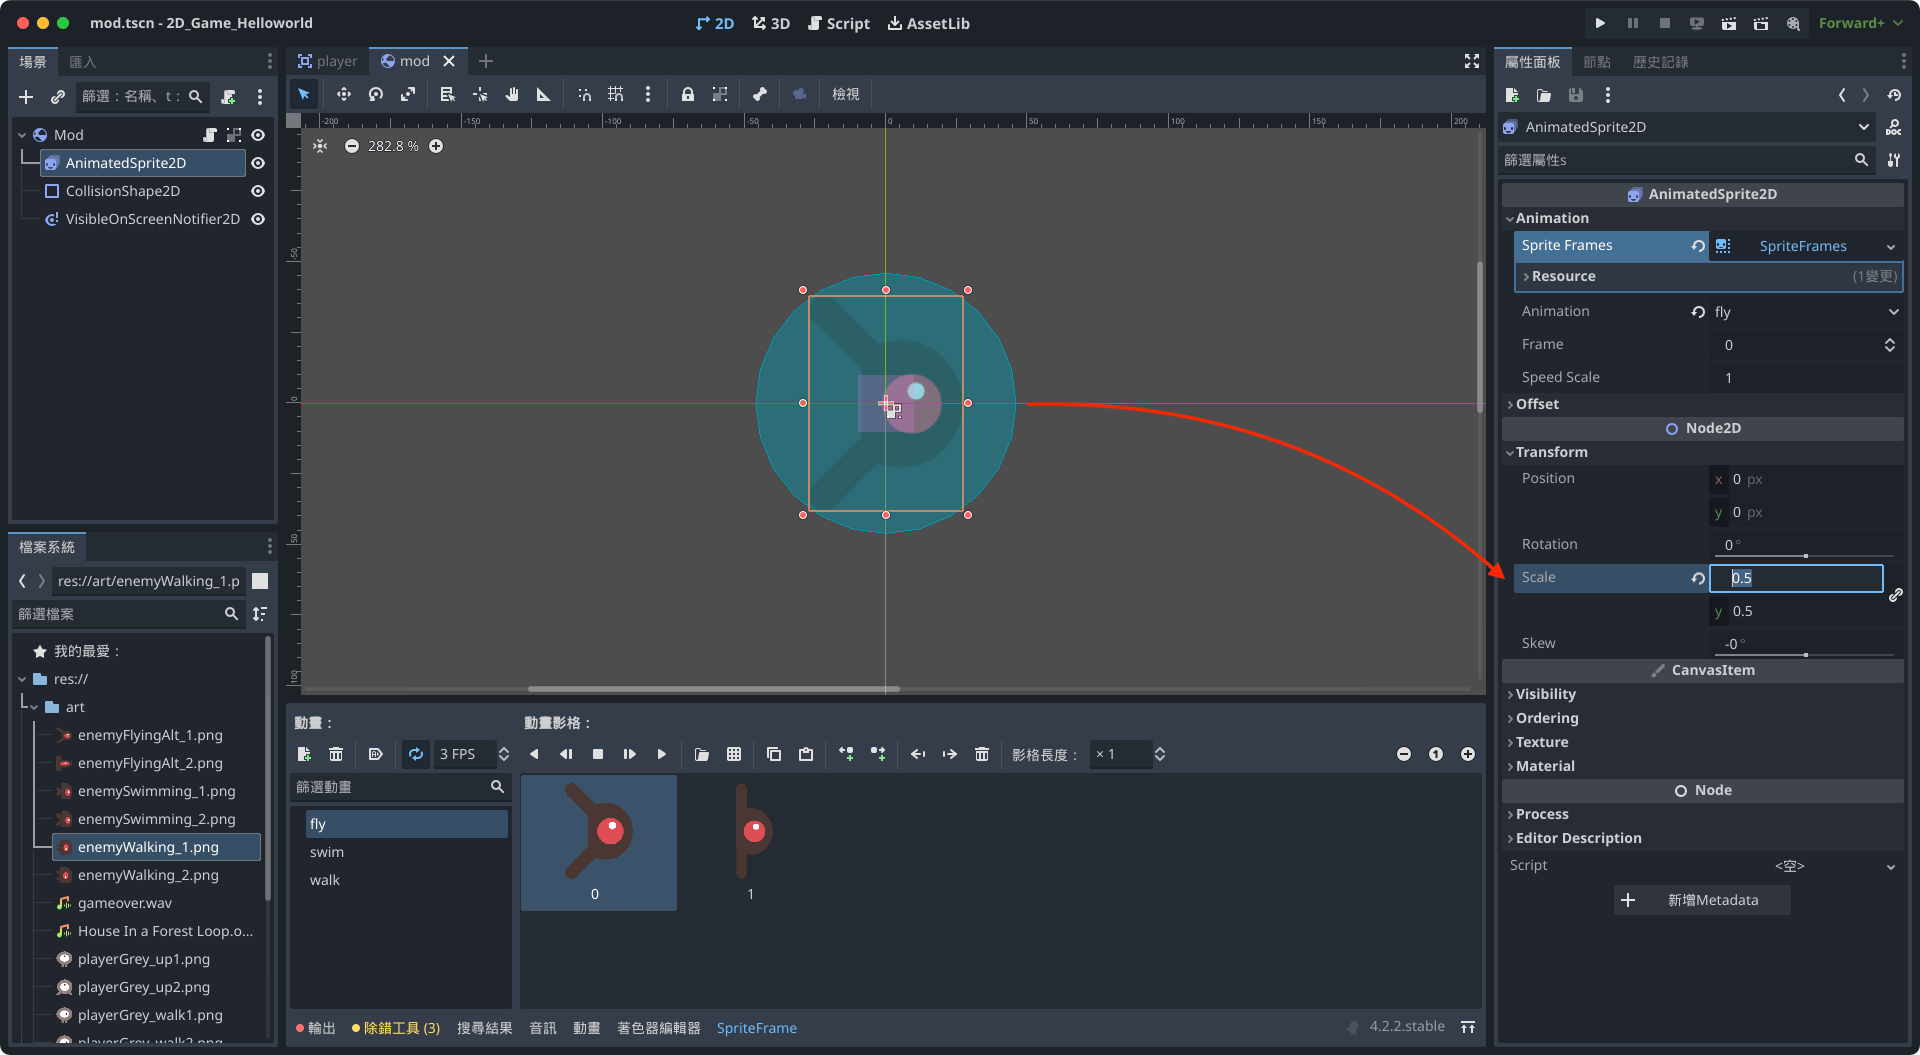 mod.tscn - 2D_Game_Helloworld
2D
3D
Script
AssetLib
Forward+
場景
匯入
篩選：名稱、t：
Mod
AnimatedSprite2D
CollisionShape2D
VisibleOnScreenNotifier2D
檔案系統
res://art/enemyWalking_1.p
篩選檔案
我的最愛：
res://
art
enemyFlyingAlt_1.png
enemyFlyingAlt_2.png
enemySwimming_1.png
enemySwimming_2.png
enemyWalking_1.png
enemyWalking_2.png
gameover.wav
House In a Forest Loop.o...
playerGrey_up1.png
playerGrey_up2.png
playerGrey_walk1.png
playerGrey_walk2.png
player
mod
檢視
-200
-150
-100
-50
0
50
100
150
200
282.8 %
-50
0
50
100
動畫：
動畫影格：
3 FPS
影格長度：
× 1
篩選動畫
fly
swim
walk
0
1
輸出
除錯工具 (3)
搜尋結果
音訊
動畫
著色器編輯器
SpriteFrame
4.2.2.stable
屬性面板
節點
歷史記錄
AnimatedSprite2D
DOC
篩選屬性s
AnimatedSprite2D
Animation
Sprite Frames
SpriteFrames
Resource
(1變更)
Animation
fly
Frame
0
Speed Scale
1
Offset
Node2D
Transform
Position
x 0 px
y 0 px
Rotation
0 °
Scale
0.5
y 0.5
Skew
-0 °
CanvasItem
Visibility
Ordering
Texture
Material
Node
Process
Editor Description
Script
<空>
新增Metadata